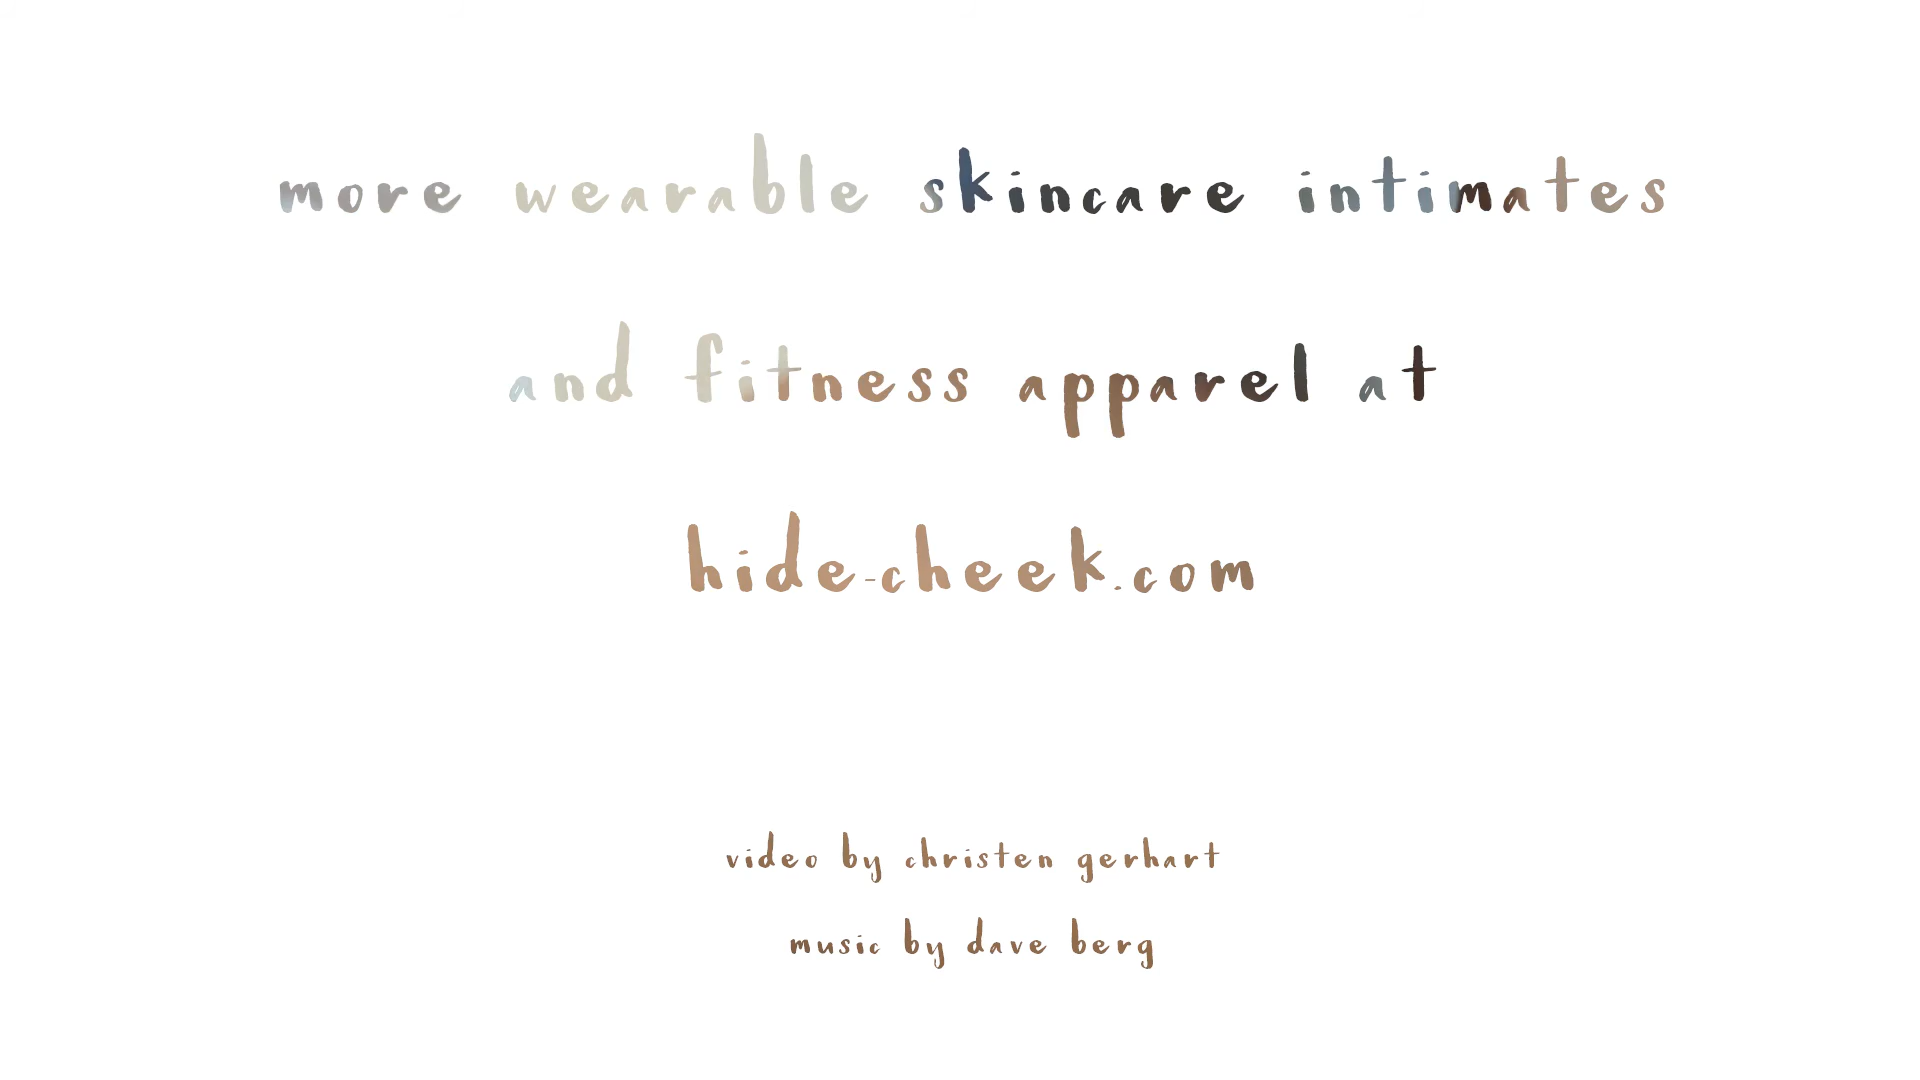 more wearable skincare intimates
and fitness apparel at
hide-cheek.com
video by christen gerhart
music by dave berg